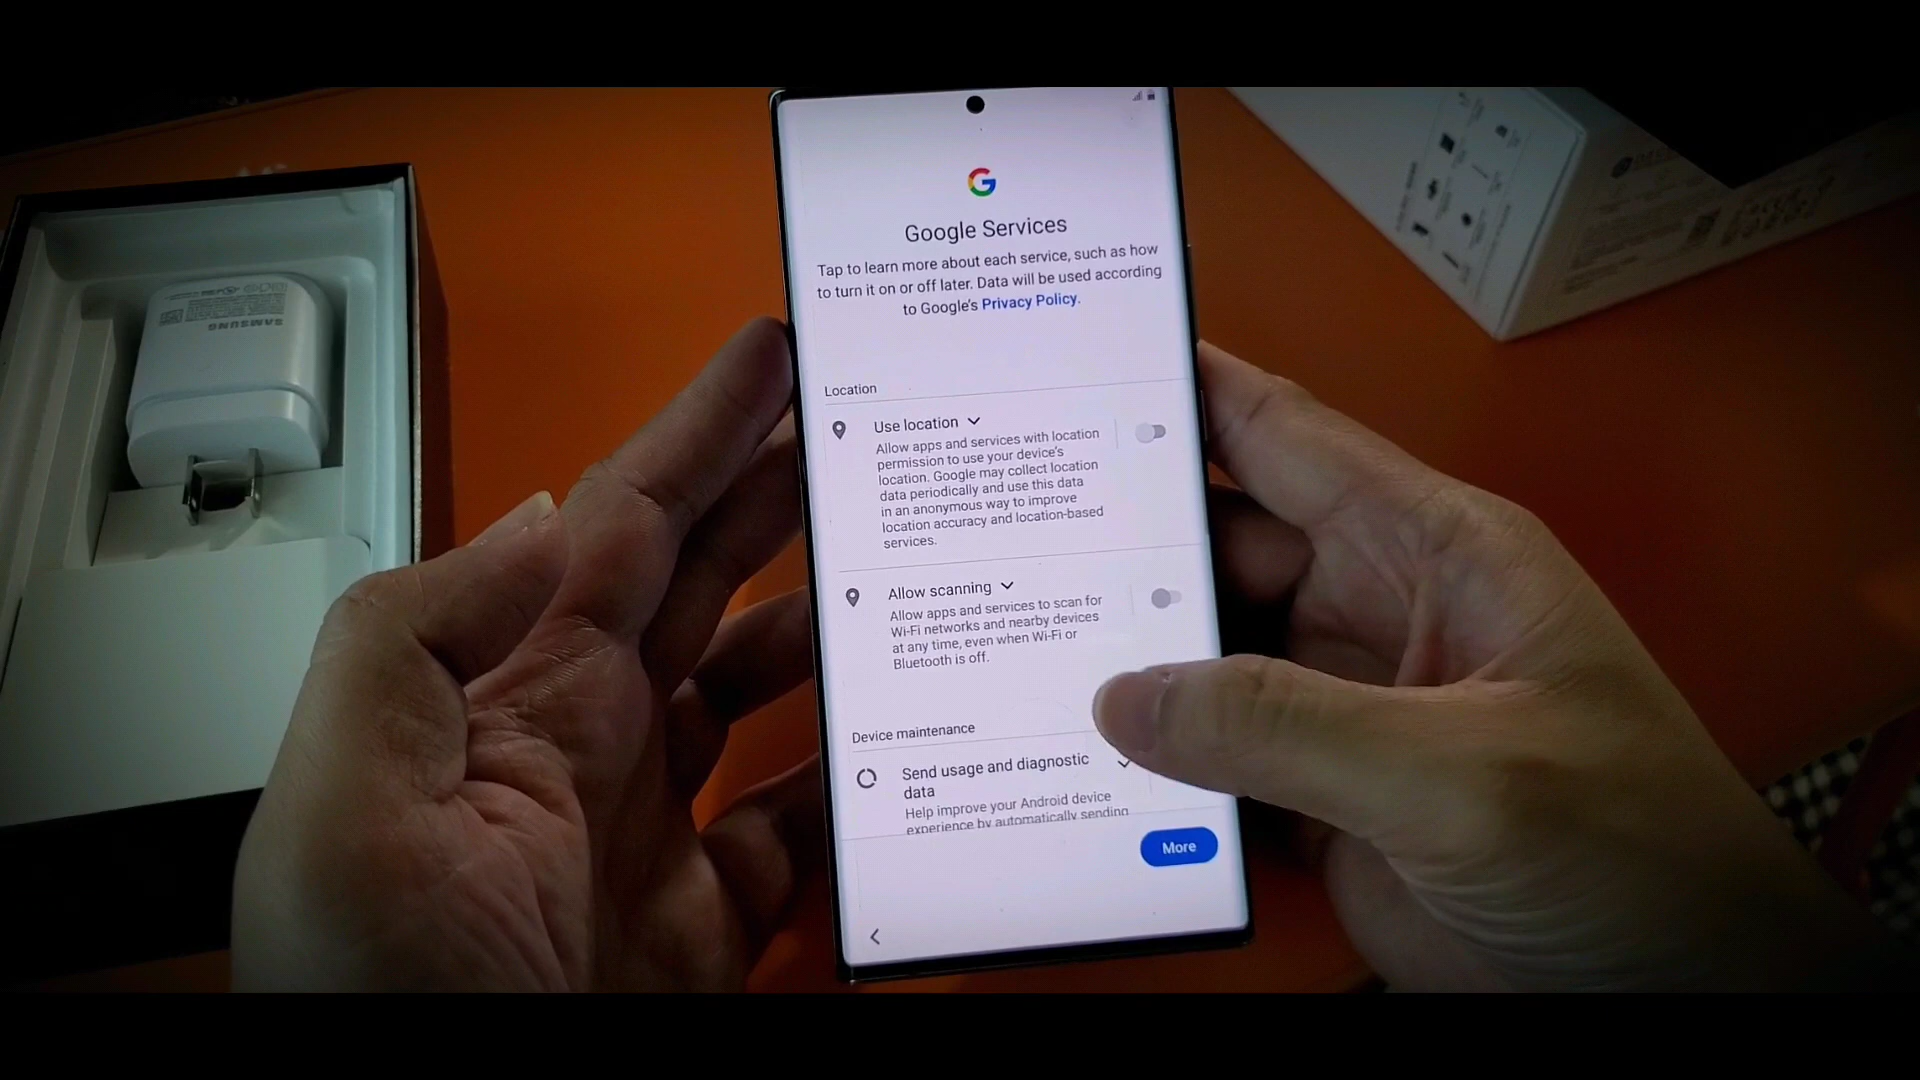 Google Services
Tap to learn more about each service, such as how
to turn it on or off later. Data will be used according
to Google's Privacy Policy.
Location
Use location
Allow apps and services with location
permission to use your device's
location. Google may collect location
data periodically and use this data
in an anonymous way to improve
location accuracy and location-based
services.
Allow scanning
Allow apps and services to scan for
Wi-Fi networks and nearby devices
at any time, even when Wi-Fi or
Bluetooth is off.
Device maintenance
Send usage and diagnostic
data
Help improve your Android device
experience by automatically sending
More
SAMSUNG